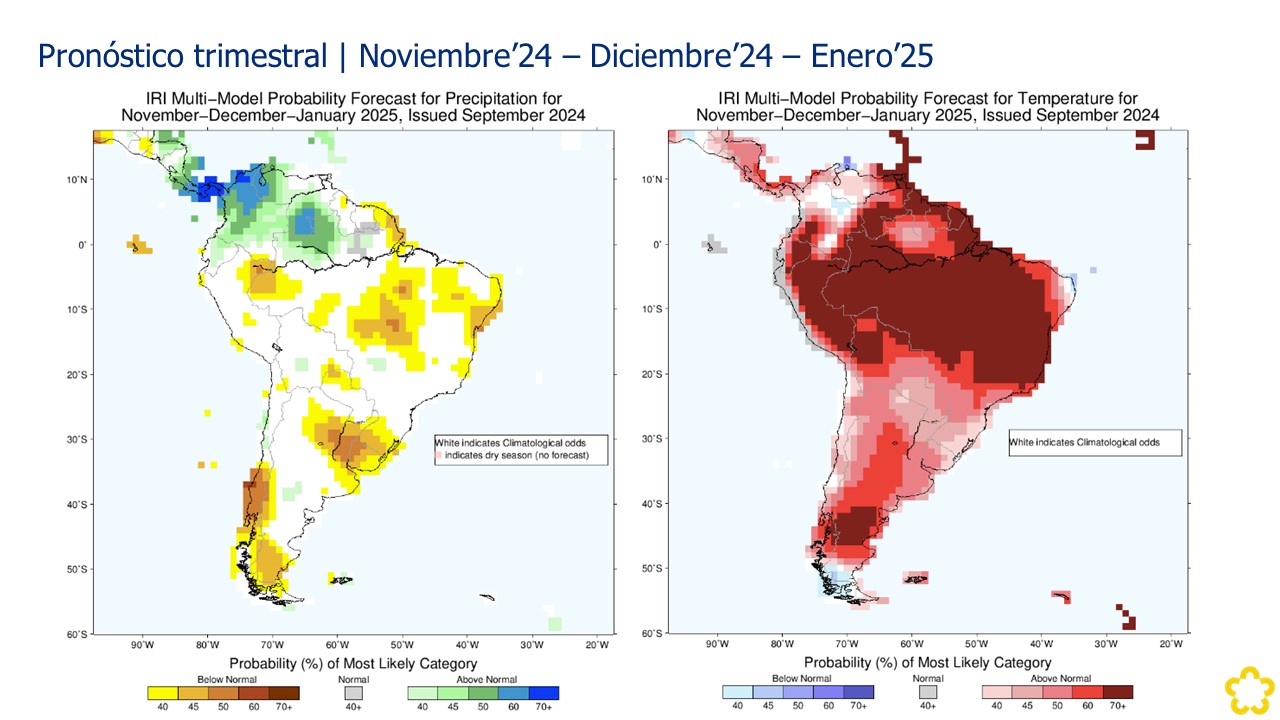 Pronóstico trimestral | Noviembre’24 – Diciembre’24 – Enero’25
IRI Multi−Model Probability Forecast for Precipitation for
November−December−January 2025, Issued September 2024
10˚N
0˚
10˚S
20˚S
30˚S
40˚S
50˚S
60˚S
White indicates Climatological odds
indicates dry season (no forecast)
90˚W 80˚W 70˚W 60˚W 50˚W 40˚W 30˚W 20˚W
Probability (%) of Most Likely Category
Below Normal Normal Above Normal
40 45 50 60 70+ 40+ 40 45 50 60 70+
IRI Multi−Model Probability Forecast for Temperature for
November−December−January 2025, Issued September 2024
10˚N
0˚
10˚S
20˚S
30˚S
40˚S
50˚S
60˚S
White indicates Climatological odds
90˚W 80˚W 70˚W 60˚W 50˚W 40˚W 30˚W 20˚W
Probability (%) of Most Likely Category
Below Normal Normal Above Normal
40 45 50 60 70+ 40+ 40 45 50 60 70+